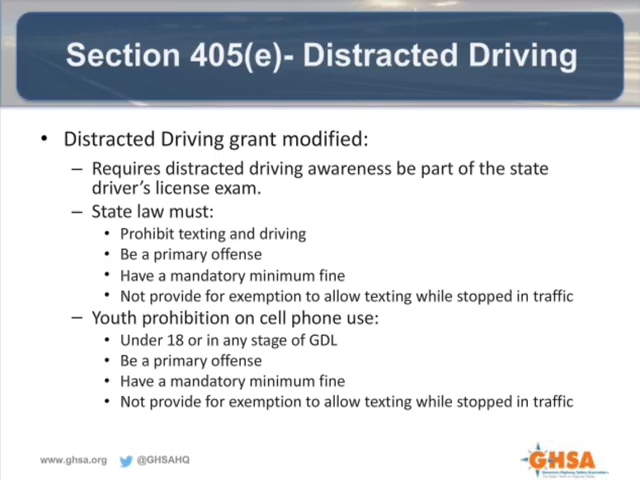 Section 405(e)- Distracted Driving
• Distracted Driving grant modified:
– Requires distracted driving awareness be part of the state
driver's license exam.
– State law must:
• Prohibit texting and driving
• Be a primary offense
• Have a mandatory minimum fine
• Not provide for exemption to allow texting while stopped in traffic
– Youth prohibition on cell phone use:
• Under 18 or in any stage of GDL
• Be a primary offense
• Have a mandatory minimum fine
• Not provide for exemption to allow texting while stopped in traffic
www.ghsa.org @GHSAHQ
GHSA